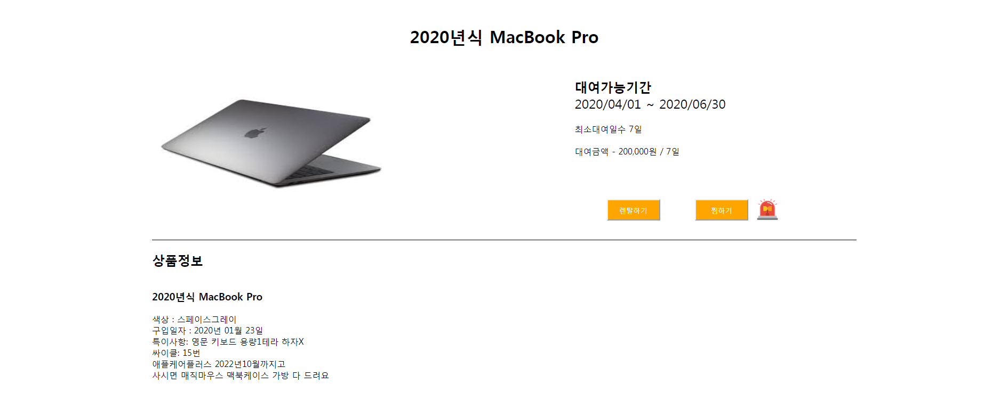 2020년식 MacBook Pro
대여가능기간
2020/04/01 ~ 2020/06/30
최소대여일수 7일
대여금액 - 200,000원 / 7일
렌탈하기
찜하기
상품정보
2020년식 MacBook Pro
색상 : 스페이스그레이
구입일자 : 2020년 01월 23일
특이사항: 영문 키보드 용량1테라 하자X
싸이클: 15번
애플케어플러스 2022년10월까지고
사시면 매직마우스 맥북케이스 가방 다 드려요